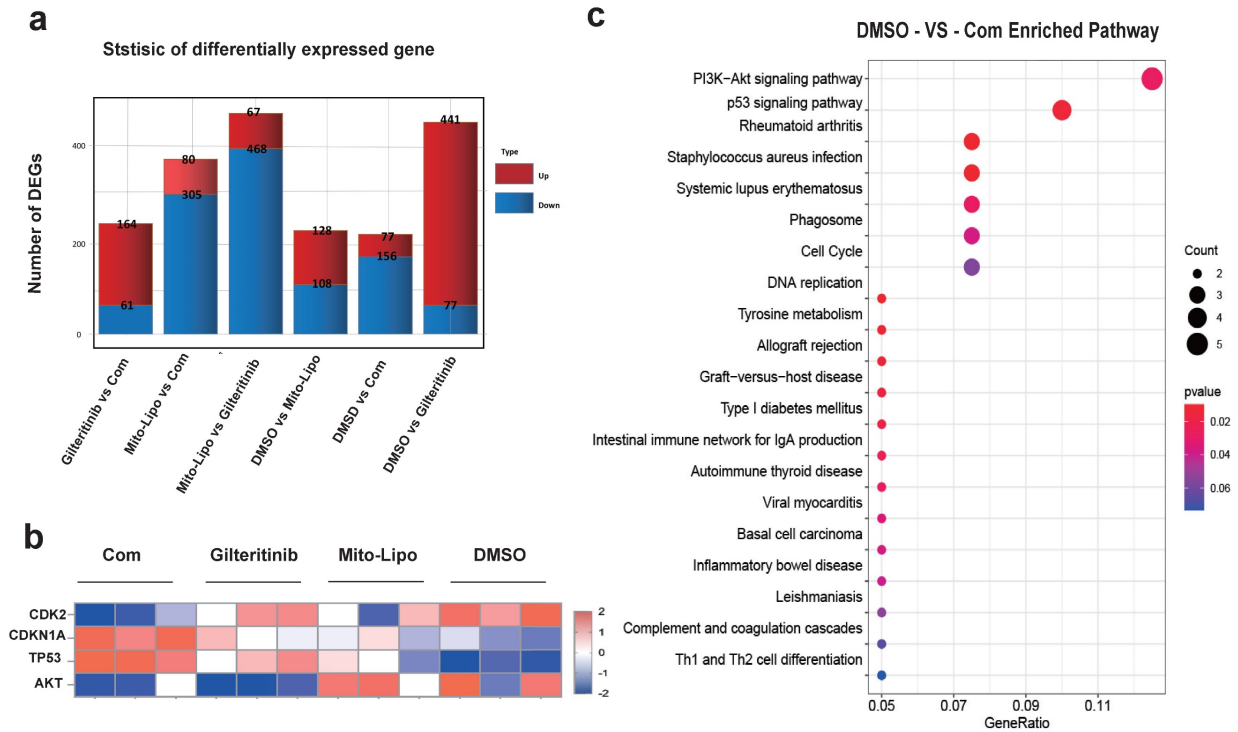 a
Ststisic of differentially expressed gene
Number of DEGs
400
200
0
164
61
80
305
67
468
128
108
77
156
441
77
Type
Up
Down
Gilteritinib vs Com
Mito-Lipo vs Com
Mito-Lipo vs Gilteritinib
DMSO vs Mito-Lipo
DMSD vs Com
DMSO vs Gilteritinib
b
Com Gilteritinib Mito-Lipo DMSO
CDK2
CDKN1A
TP53
AKT
2
1
0
-1
-2
c
DMSO - VS - Com Enriched Pathway
PI3K−Akt signaling pathway
p53 signaling pathway
Rheumatoid arthritis
Staphylococcus aureus infection
Systemic lupus erythematosus
Phagosome
Cell Cycle
DNA replication
Tyrosine metabolism
Allograft rejection
Graft−versus−host disease
Type I diabetes mellitus
Intestinal immune network for IgA production
Autoimmune thyroid disease
Viral myocarditis
Basal cell carcinoma
Inflammatory bowel disease
Leishmaniasis
Complement and coagulation cascades
Th1 and Th2 cell differentiation
0.05 0.07 0.09 0.11
GeneRatio
Count
2
3
4
5
pvalue
0.02
0.04
0.06